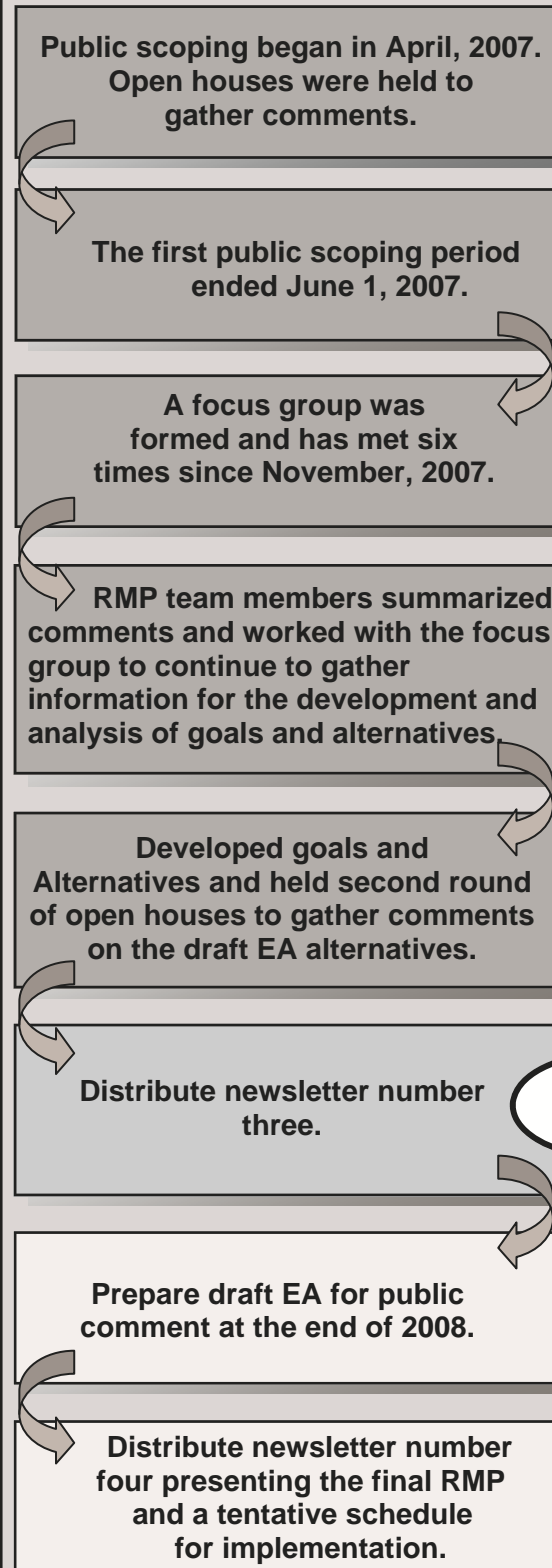 Public scoping began in April, 2007.
Open houses were held to
gather comments.
The first public scoping period
ended June 1, 2007.
A focus group was
formed and has met six
times since November, 2007.
RMP team members summarized
comments and worked with the focus
group to continue to gather
information for the development and
analysis of goals and alternatives.
Developed goals and
Alternatives and held second round
of open houses to gather comments
on the draft EA alternatives.
Distribute newsletter number
three.
Prepare draft EA for public
comment at the end of 2008.
Distribute newsletter number
four presenting the final RMP
and a tentative schedule
for implementation.